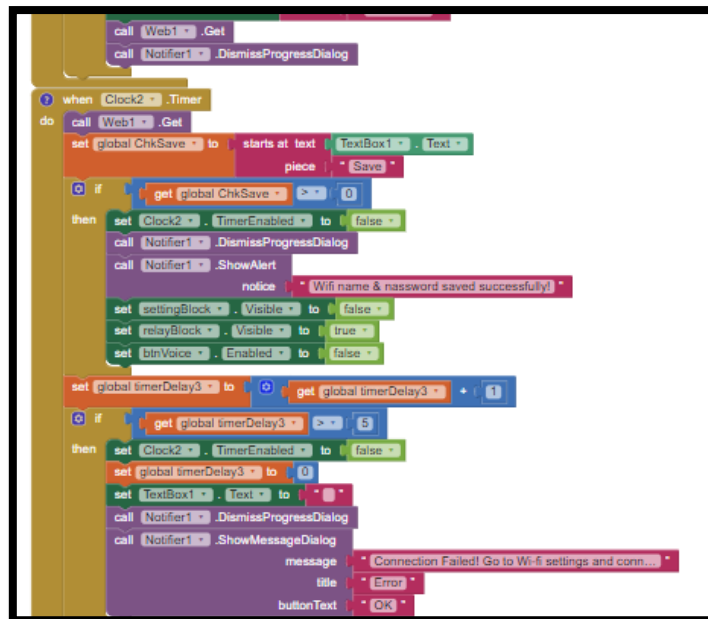 call Web1 .Get
call Notifier1 .DismissProgressDialog
when Clock2 .Timer
do call Web1 .Get
set global ChkSave to starts at text TextBox1 . Text
piece " Save "
if get global ChkSave > 0
then set Clock2 . TimerEnabled to false
call Notifier1 .DismissProgressDialog
call Notifier1 .ShowAlert
notice " Wifi name & nassword saved successfully! "
set settingBlock . Visible to false
set relayBlock . Visible to true
set btnVoice . Enabled to false
set global timerDelay3 to get global timerDelay3 + 1
if get global timerDelay3 > 5
then set Clock2 . TimerEnabled to false
set global timerDelay3 to 0
set TextBox1 . Text to " "
call Notifier1 .DismissProgressDialog
call Notifier1 .ShowMessageDialog
message " Connection Failed! Go to Wi-fi settings and conn... "
title " Error "
buttonText " OK "